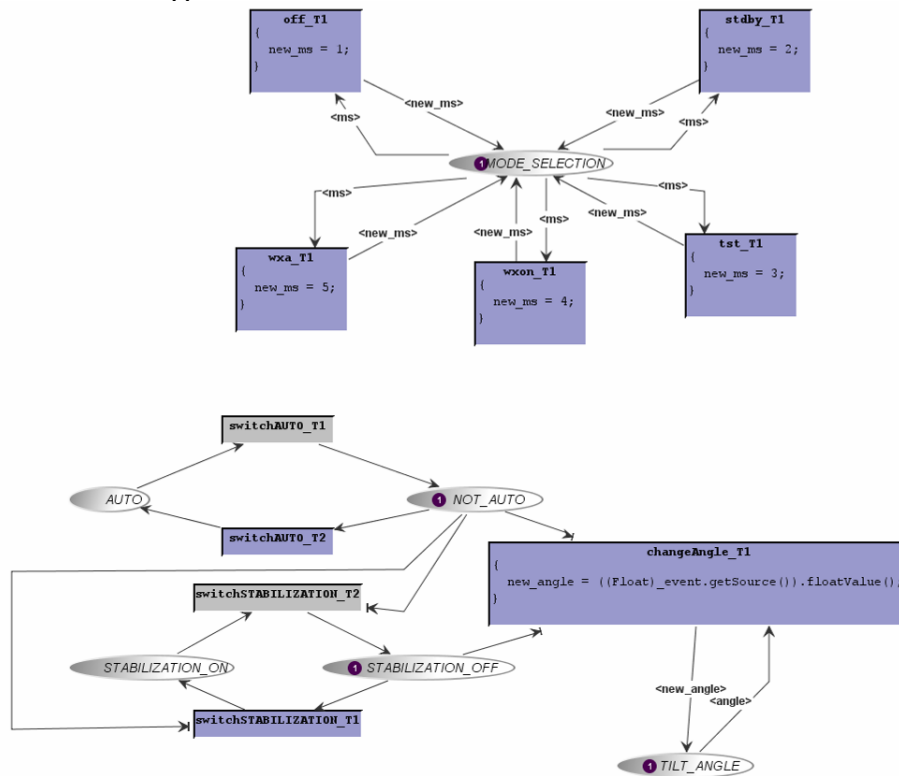 off_T1
{
new_ms = 1;
}
stdby_T1
{
new_ms = 2;
}
<new_ms>
<new_ms>
<ms>
<ms>
1
MODE_SELECTION
<ms>
<ms>
<new_ms>
<new_ms>
<ms>
<new_ms>
wxa_T1
{
new_ms = 5;
}
wxon_T1
{
new_ms = 4;
}
tst_T1
{
new_ms = 3;
}
switchAUTO_T1
AUTO
1 NOT_AUTO
switchAUTO_T2
changeAngle_T1
{
new_angle = ((Float)_event.getSource()).floatValue();
}
switchSTABILIZATION_T2
STABILIZATION_ON
1 STABILIZATION_OFF
<new_angle>
<angle>
switchSTABILIZATION_T1
1 TILT_ANGLE